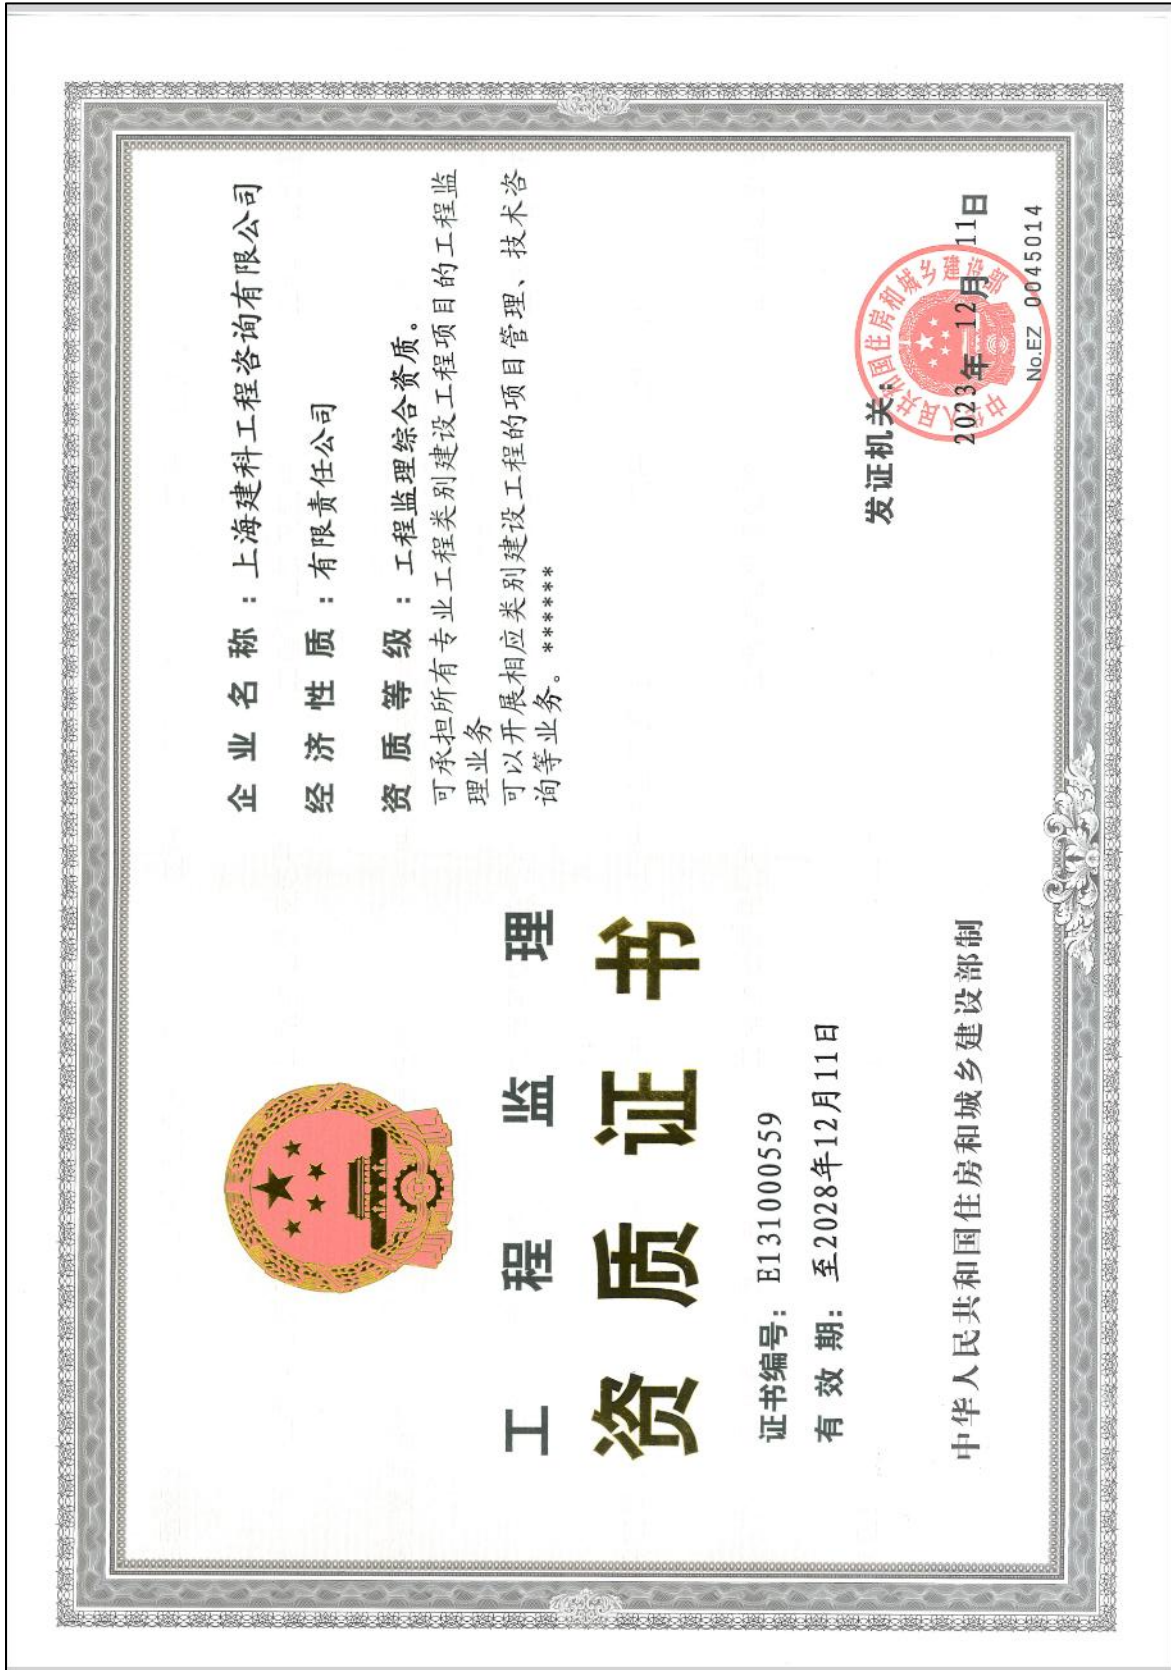 工程监理
资质证书
证书编号：E131000559
有效期：至2028年12月11日
中华人民共和国住房和城乡建设部制
企业名称：上海建科工程咨询有限公司
经济性质：有限责任公司
资质等级：工程监理综合资质。
可承担所有专业工程类别建设工程项目的工程监
理业务
可以开展相应类别建设工程的项目管理、技术咨
询等业务。*******
发证机关：
中华人民共和国住房和城乡建设部
2023年12月11日
No.EZ 0045014